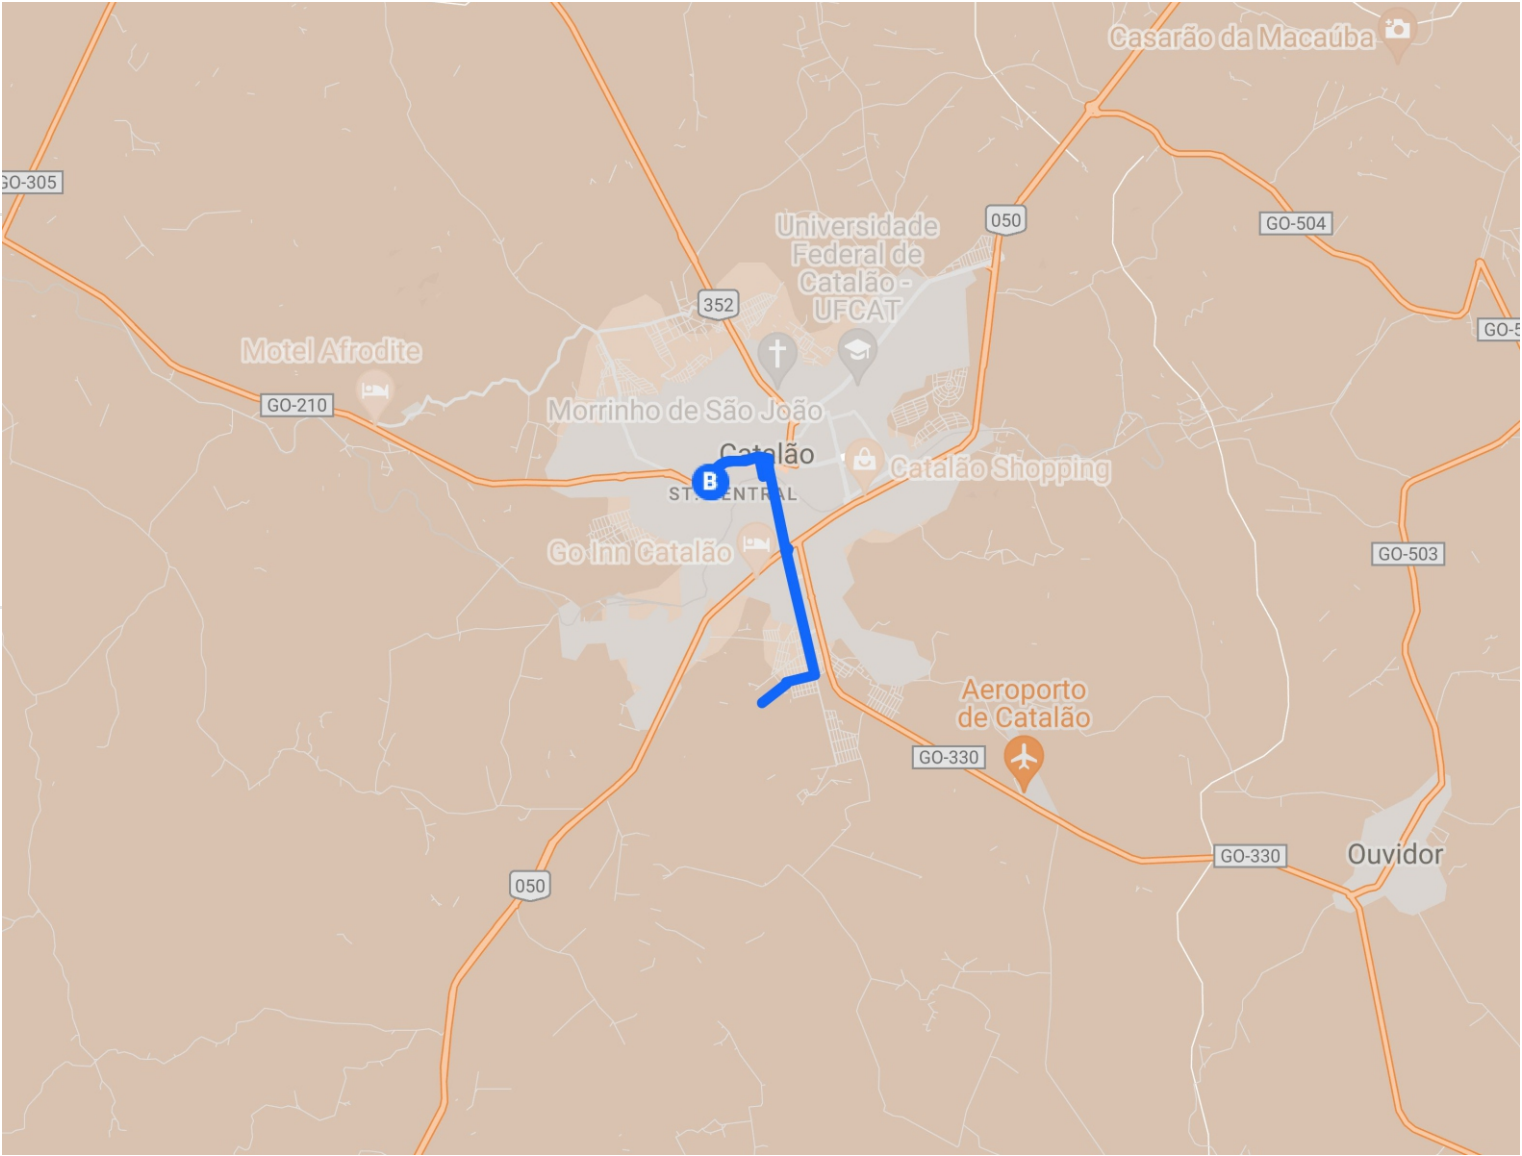 Casarão da Macaúba
GO-305
050
GO-504
Universidade
Federal de
Catalão -
UFCAT
352
GO-5
Motel Afrodite
GO-210
Morrinho de São João
Catalão
Catalão Shopping
B
ST. CENTRAL
Go Inn Catalão
GO-503
Aeroporto
de Catalão
GO-330
GO-330
Ouvidor
050